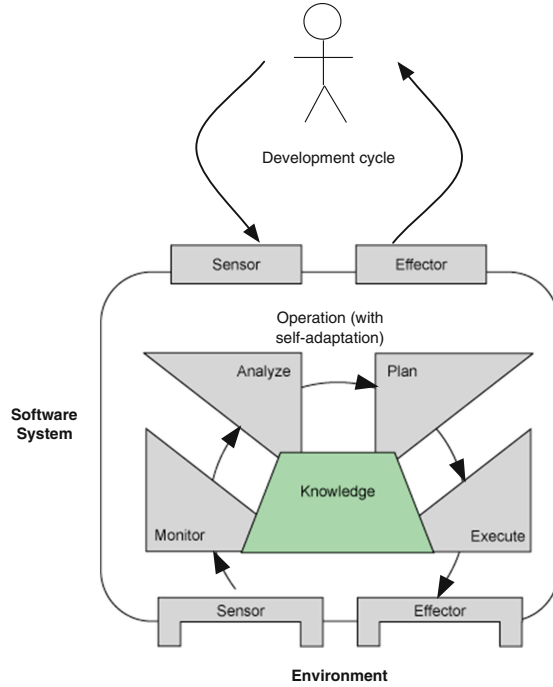 Development cycle
Sensor
Effector
Operation (with
self-adaptation)
Analyze
Plan
Software
System
Knowledge
Monitor
Execute
Sensor
Effector
Environment